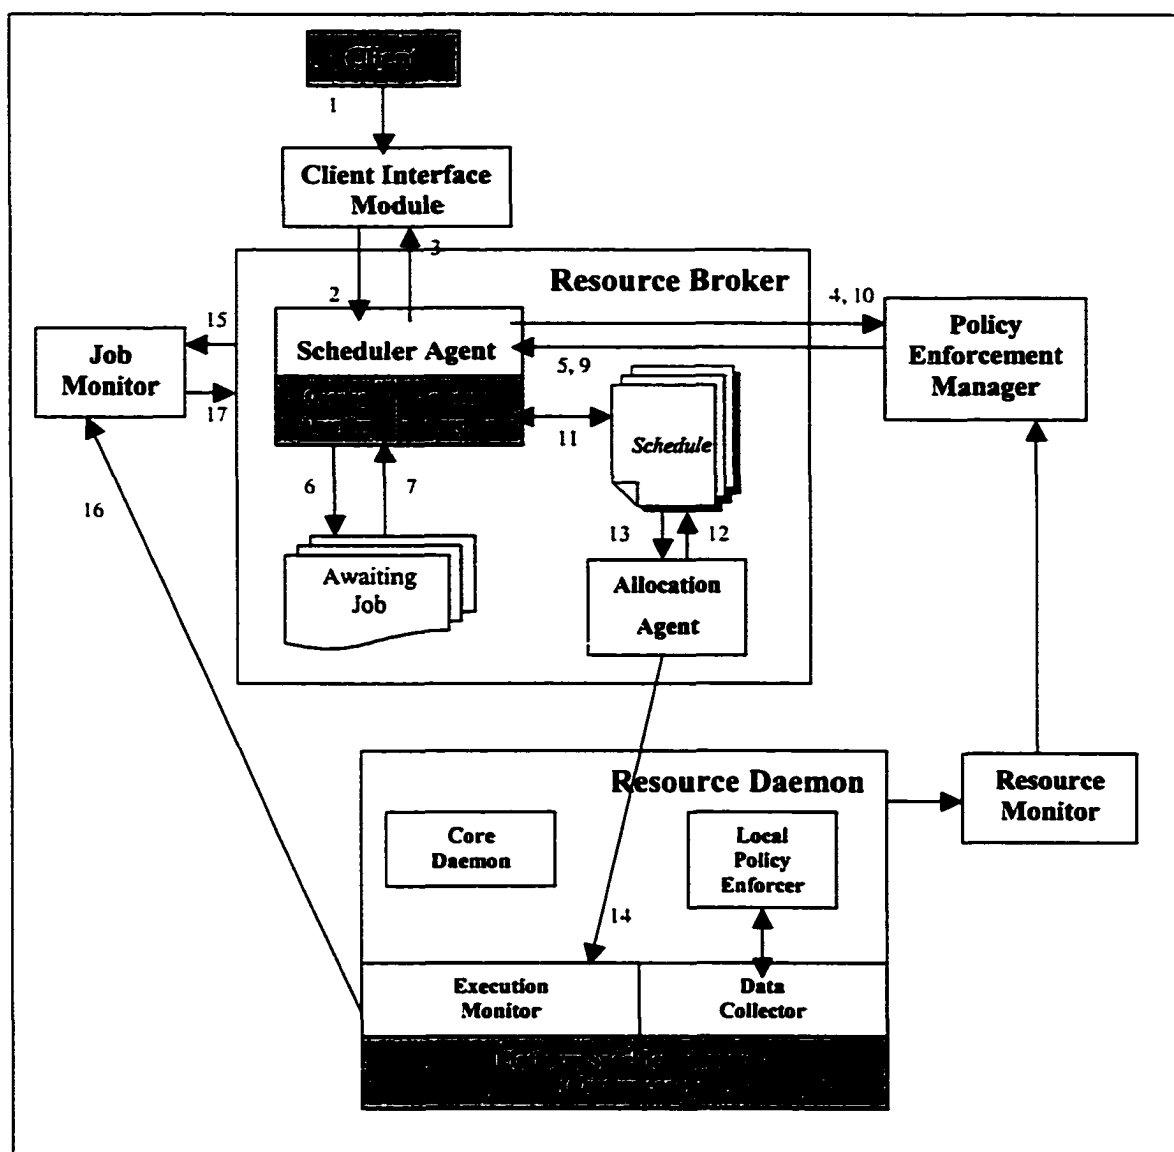 Client
1
Client Interface
Module
3
2
Resource Broker
4, 10
15
Scheduler Agent
5, 9
Policy
Enforcement
Manager
Job
Monitor
17
11
Schedule
6
7
16
13
12
Awaiting
Job
Allocation
Agent
Resource Daemon
Resource
Monitor
Core
Daemon
Local
Policy
Enforcer
14
Execution
Monitor
Data
Collector